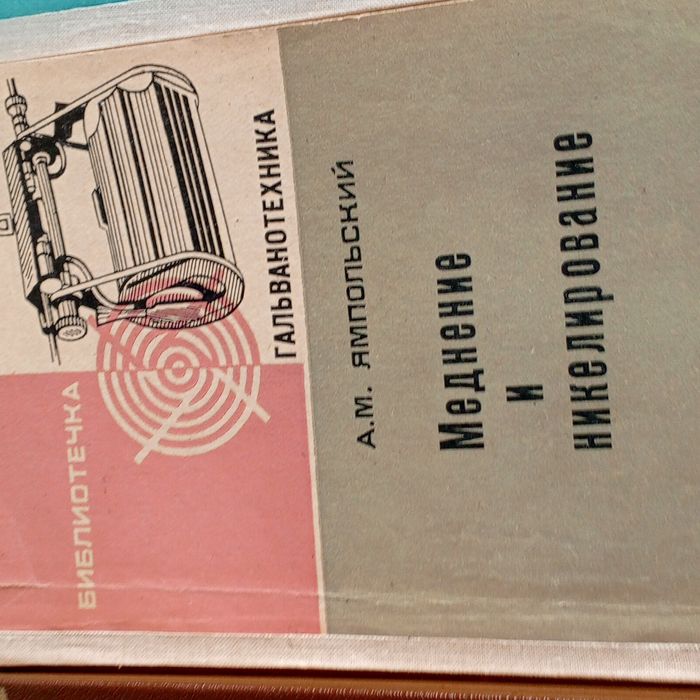 БИБЛИОТЕЧКА
ГАЛЬВАНОТЕХНИКА
А.М. ЯМПОЛЬСКИЙ
Меднение
и
никелирование